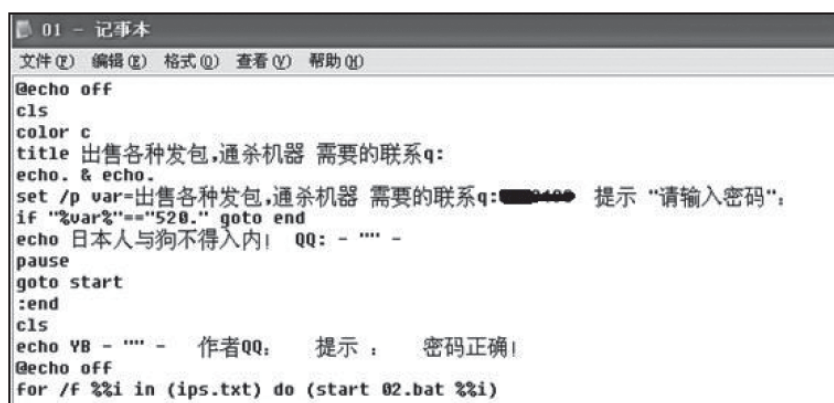 01 - 记事本
文件(F) 编辑(E) 格式(O) 查看(V) 帮助(H)
@echo off
cls
color c
title 出售各种发包,通杀机器 需要的联系q:
echo. & echo.
set /p var=出售各种发包,通杀机器 需要的联系q: 提示 "请输入密码":
if "%var%"=="520." goto end
echo 日本人与狗不得入内! QQ: - "" -
pause
goto start
:end
cls
echo YB - "" - 作者QQ: 提示 : 密码正确!
@echo off
for /f %%i in (ips.txt) do (start 02.bat %%i)